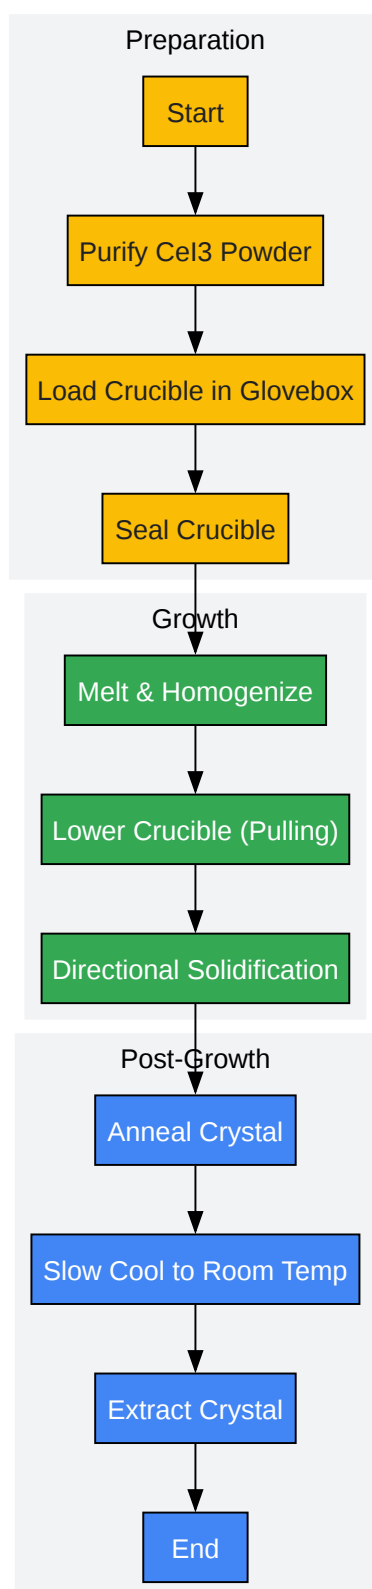 Preparation
Start
Purify CeI3 Powder
Load Crucible in Glovebox
Seal Crucible
Growth
Melt & Homogenize
Lower Crucible (Pulling)
Directional Solidification
Post-Growth
Anneal Crystal
Slow Cool to Room Temp
Extract Crystal
End